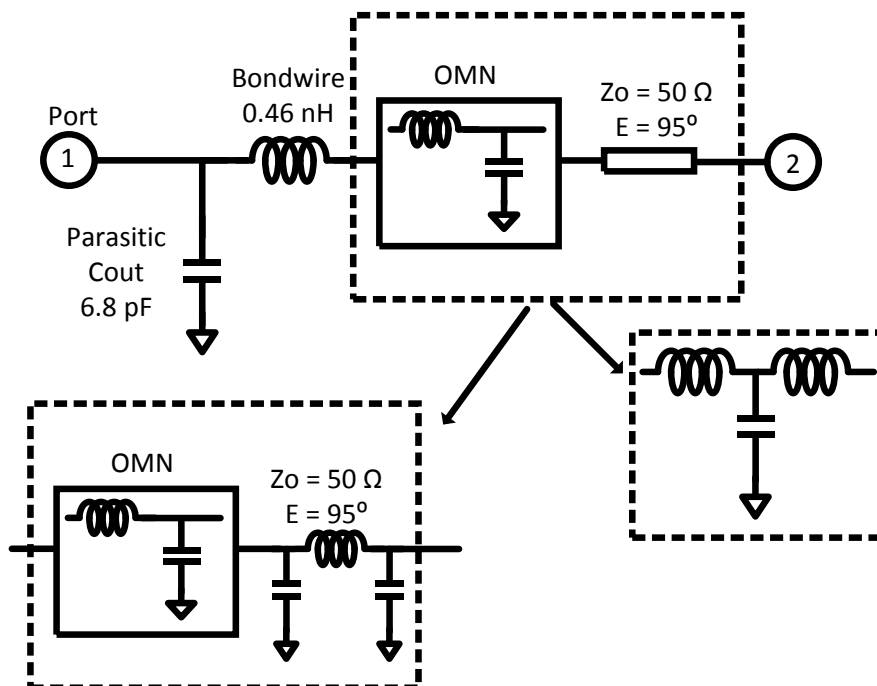 Bondwire
0.46 nH
OMN
Zo = 50 Ω
E = 95º
Port
1
2
Parasitic
Cout
6.8 pF
OMN
Zo = 50 Ω
E = 95º